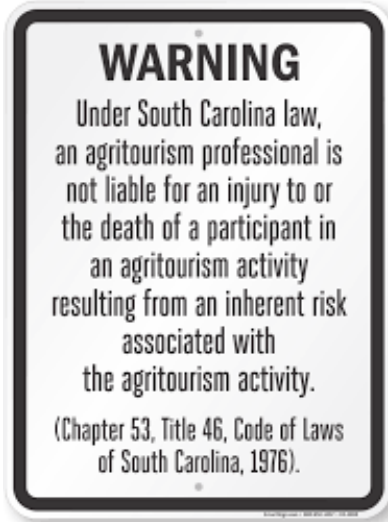 WARNING
Under South Carolina law,
an agritourism professional is
not liable for an injury to or
the death of a participant in
an agritourism activity
resulting from an inherent risk
associated with
the agritourism activity.
(Chapter 53, Title 46, Code of Laws
of South Carolina, 1976).